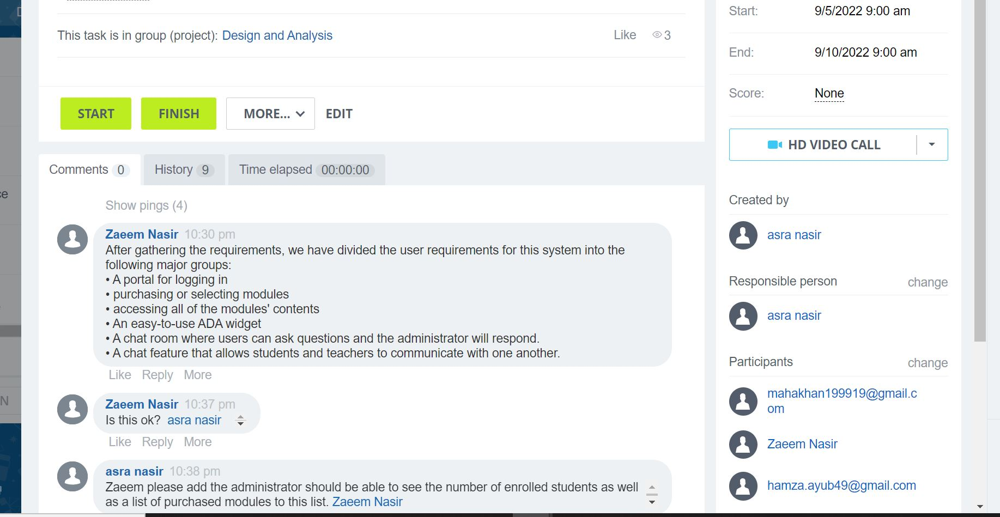 This task is in group (project): Design and Analysis
Like 3
START FINISH MORE... EDIT
Comments 0 History 9 Time elapsed 00:00:00
Show pings (4)
Zaeem Nasir 10:30 pm
After gathering the requirements, we have divided the user requirements for this system into the
following major groups:
• A portal for logging in
• purchasing or selecting modules
• accessing all of the modules' contents
• An easy-to-use ADA widget
• A chat room where users can ask questions and the administrator will respond.
• A chat feature that allows students and teachers to communicate with one another.
Like Reply More
Zaeem Nasir 10:37 pm
Is this ok? asra nasir
Like Reply More
asra nasir 10:38 pm
Zaeem please add the administrator should be able to see the number of enrolled students as well
as a list of purchased modules to this list. Zaeem Nasir
Start: 9/5/2022 9:00 am
End: 9/10/2022 9:00 am
Score: None
HD VIDEO CALL
Created by
asra nasir
Responsible person change
asra nasir
Participants change
mahakhan199919@gmail.c
om
Zaeem Nasir
hamza.ayub49@gmail.com